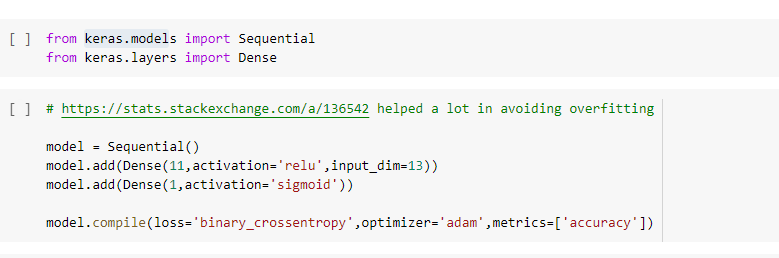 [ ] from keras.models import Sequential
from keras.layers import Dense
[ ] # https://stats.stackexchange.com/a/136542 helped a lot in avoiding overfitting
model = Sequential()
model.add(Dense(11,activation='relu',input_dim=13))
model.add(Dense(1,activation='sigmoid'))
model.compile(loss='binary_crossentropy',optimizer='adam',metrics=['accuracy'])